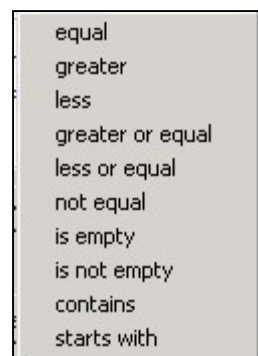 equal
greater
less
greater or equal
less or equal
not equal
is empty
is not empty
contains
starts with